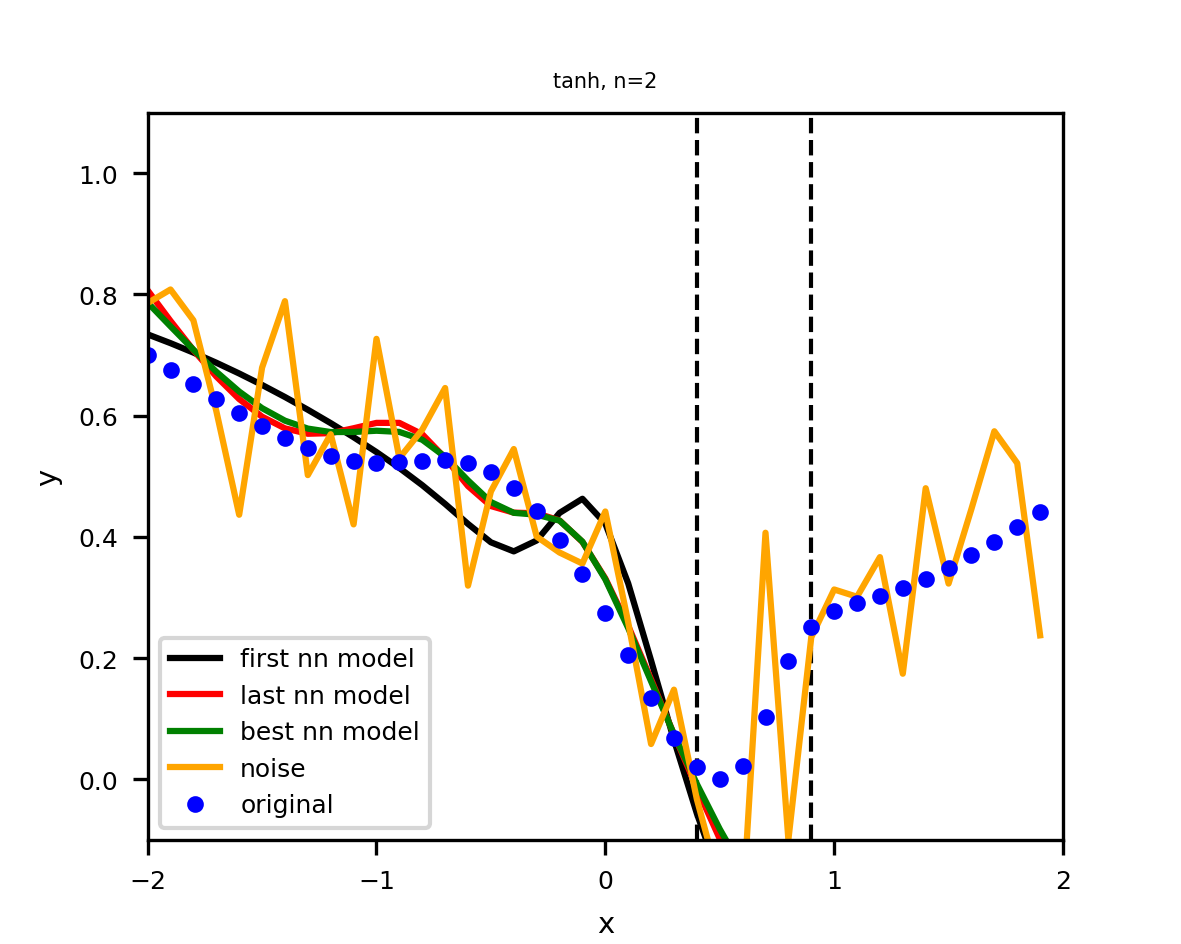 tanh, n=2
y
1.0
0.8
0.6
0.4
0.2
0.0
first nn model
last nn model
best nn model
noise
original
−2 −1 0 1 2
x